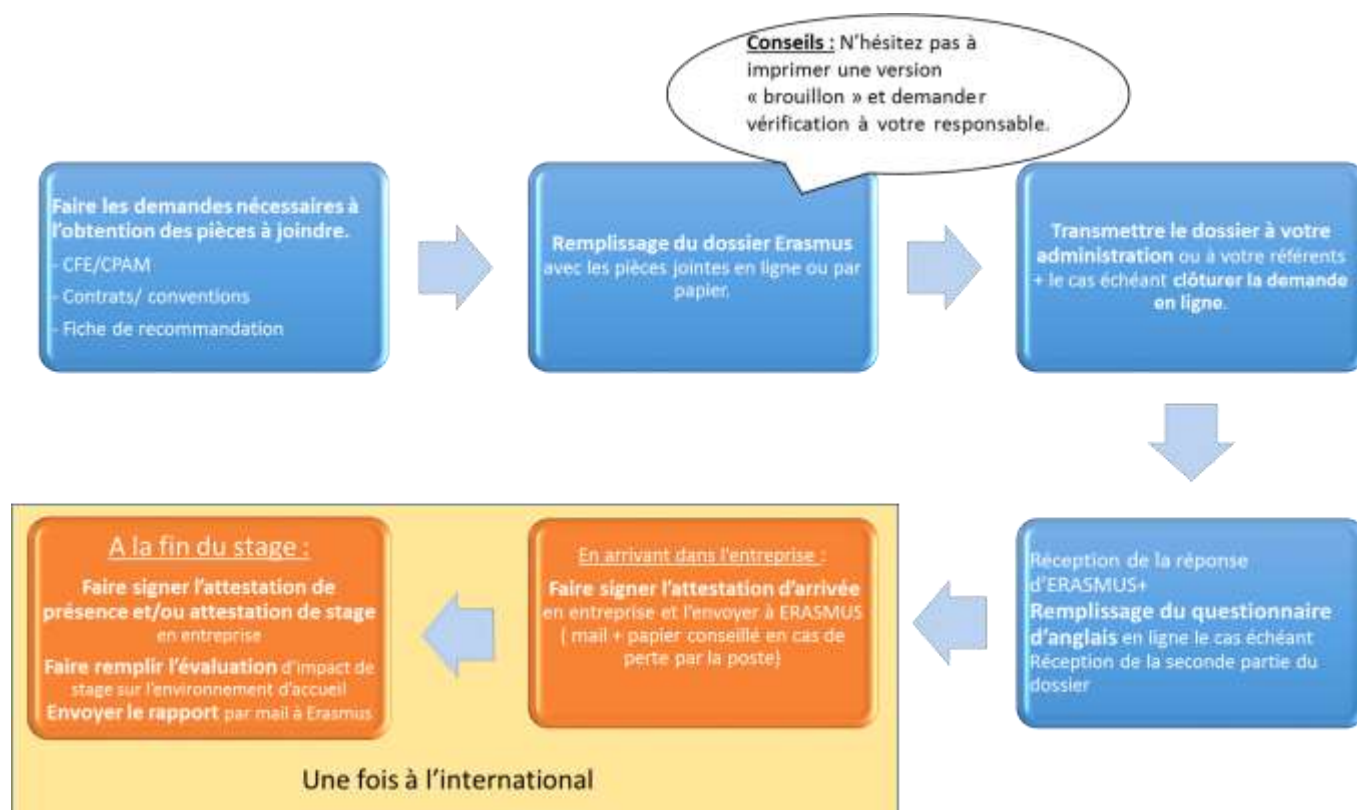 Conseils : N'hésitez pas à
imprimer une version
« brouillon » et demander
vérification à votre responsable.
Faire les demandes nécessaires à
l'obtention des pièces à joindre.
- CFE/CPAM
- Contrats/ conventions
- Fiche de recommandation
Remplissage du dossier Erasmus
avec les pièces jointes en ligne ou par
papier.
Transmettre le dossier à votre
administration ou à votre référents
+ le cas échéant clôturer la demande
en ligne.
Réception de la réponse
d'ERASMUS+
Remplissage du questionnaire
d'anglais en ligne le cas échéant
Réception de la seconde partie du
dossier
En arrivant dans l'entreprise :
Faire signer l'attestation d'arrivée
en entreprise et l'envoyer à ERASMUS
( mail + papier conseillé en cas de
perte par la poste)
A la fin du stage :
Faire signer l'attestation de
présence et/ou attestation de stage
en entreprise
Faire remplir l'évaluation d'impact de
stage sur l'environnement d'accueil
Envoyer le rapport par mail à Erasmus
Une fois à l'international